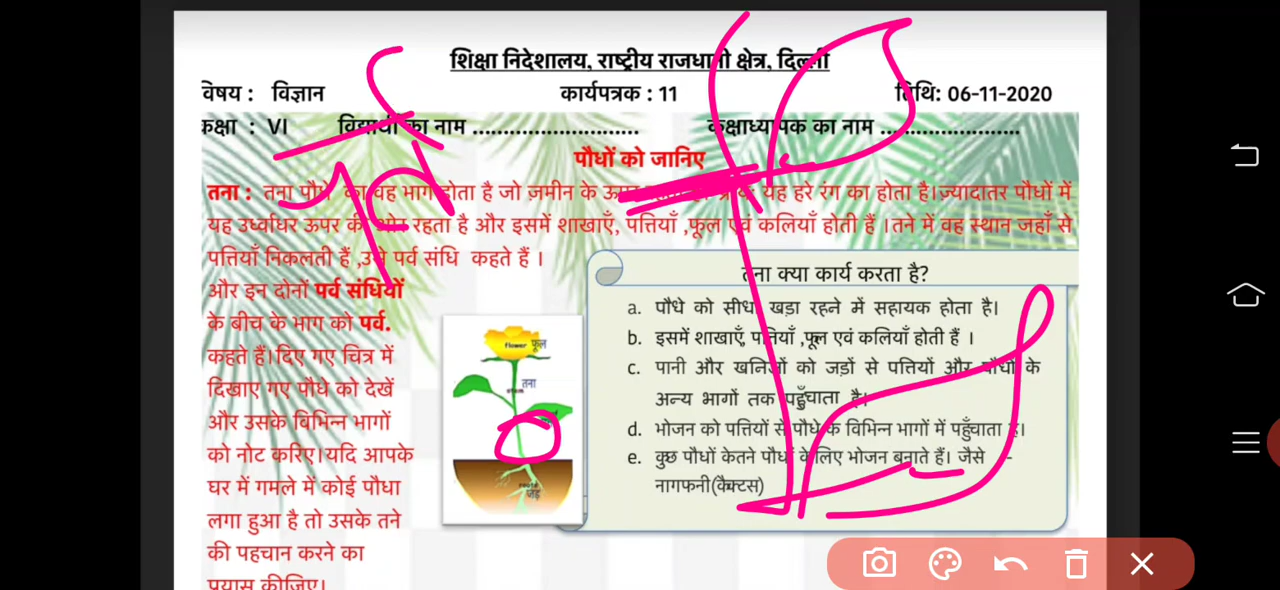 शिक्षा निदेशालय, राष्ट्रीय राजधानी क्षेत्र, दिल्ली
विषय : विज्ञान कार्यपत्रक : 11 तिथि: 06-11-2020
कक्षा : VI विद्यार्थी का नाम .......................... कक्षाध्यापक का नाम ......................
पौधों को जानिए
तना : तना पौधे का वह भाग होता है जो ज़मीन के यह हरे रंग का होता है।ज़्यादातर पौधों में
यह उर्ध्वाधर ऊपर की ओर रहता है और इसमें शाखाएँ, पत्तियाँ ,फूल एवं कलियाँ होती हैं ।तने में वह स्थान जहाँ से
पत्तियाँ निकलती हैं ,उसे पर्व संधि कहते हैं ।
और इन दोनों पर्व संधियों
के बीच के भाग को पर्व.
कहते हैं।दिए गए चित्र में
दिखाए गए पौधे को देखें
और उसके विभिन्न भागों
को नोट करिए।यदि आपके
घर में गमले में कोई पौधा
लगा हुआ है तो उसके तने
की पहचान करने का
प्रयास कीजिए।
flower फूल
तना
जड़
तना क्या कार्य करता है?
a. पौधे को सीधा खड़ा रहने में सहायक होता है।
b. इसमें शाखाएँ, पत्तियाँ ,फूल एवं कलियाँ होती हैं ।
c. पानी और खनिजों को जड़ों से पत्तियों और पौधों के
अन्य भागों तक पहुँचाता है।
d. भोजन को पत्तियों से पौधे के विभिन्न भागों में पहुँचाता है।
e. कुछ पौधों के तने पौधों के लिए भोजन बनाते हैं। जैसे -
नागफनी(कैक्टस)